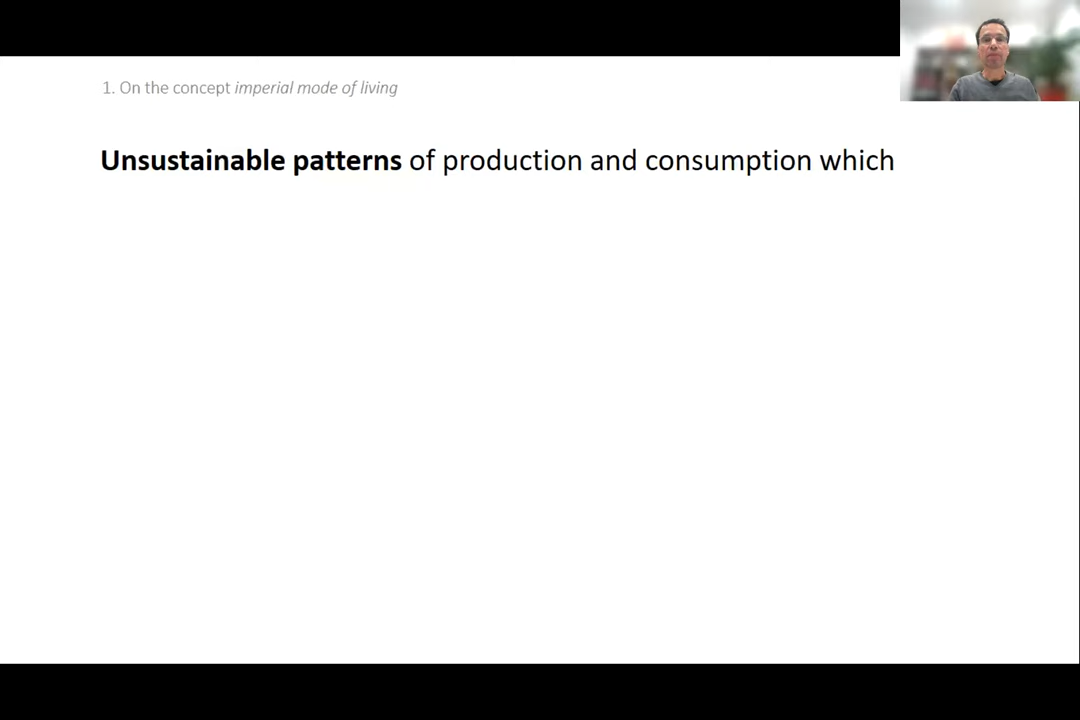 1. On the concept imperial mode of living
Unsustainable patterns of production and consumption which